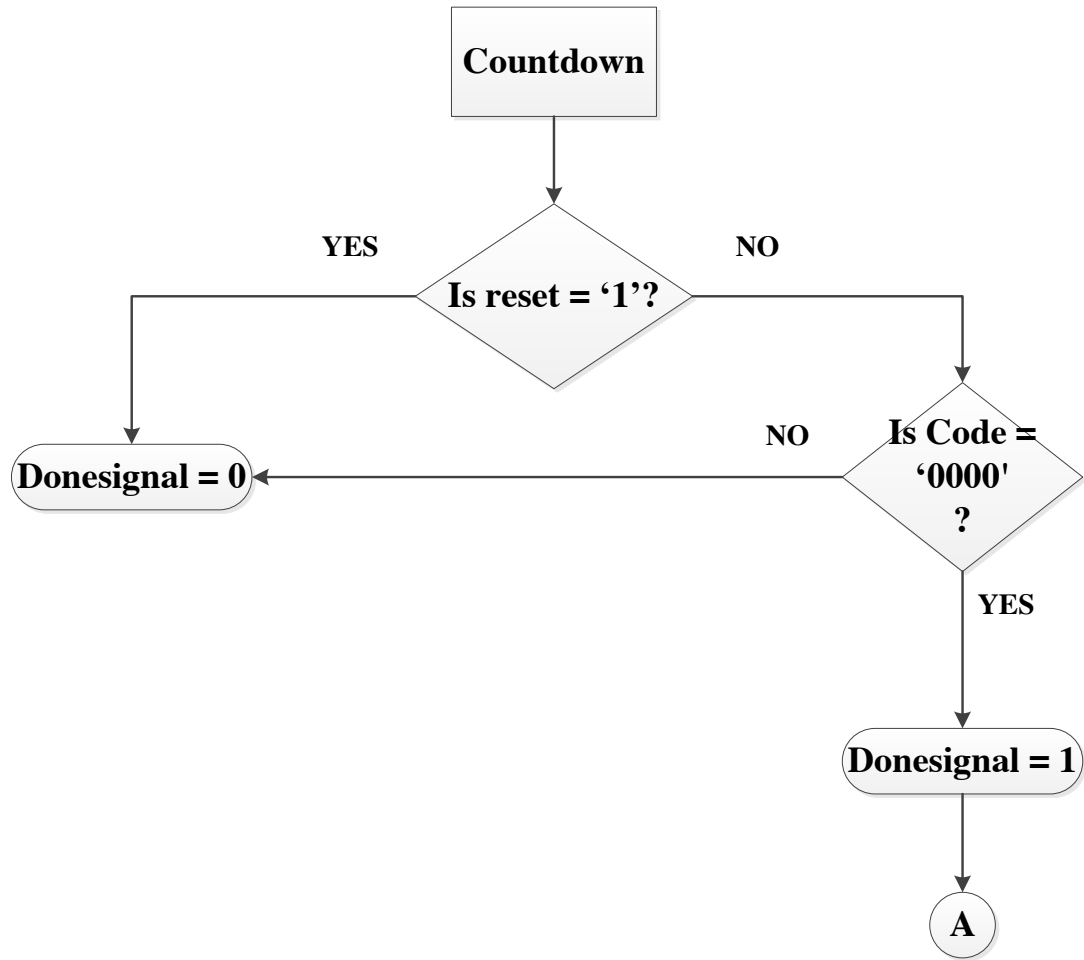 Countdown
YES
NO
Is reset = ‘1’?
NO
Is Code =
‘0000'
?
Donesignal = 0
YES
Donesignal = 1
A